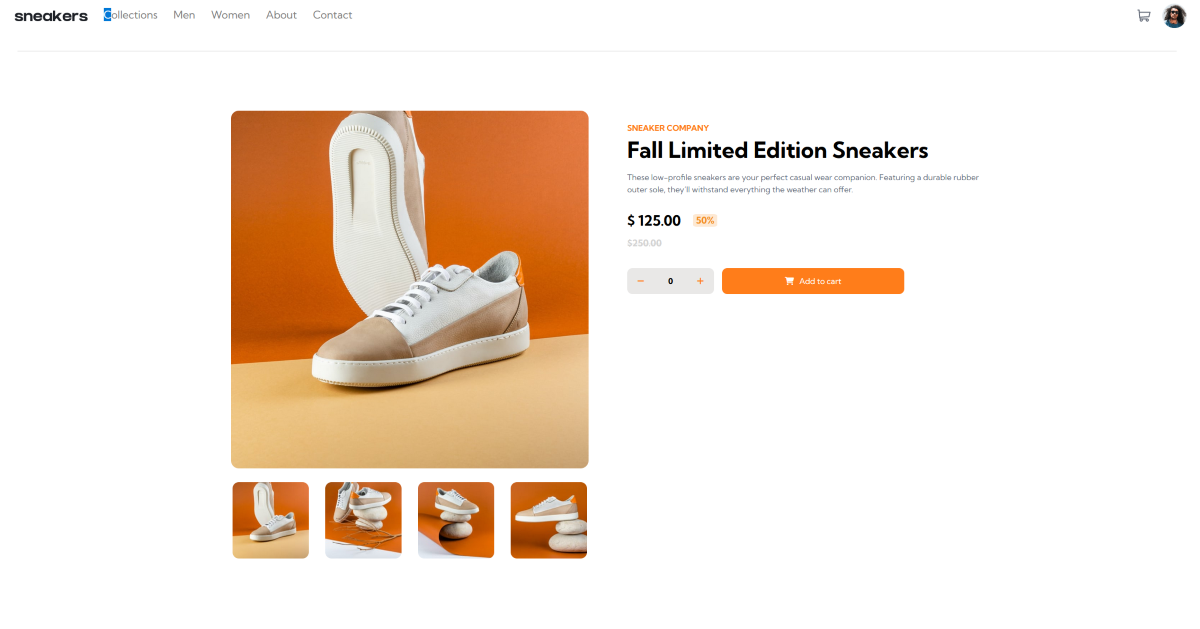 sneakers Collections Men Women About Contact
SNEAKER COMPANY
Fall Limited Edition Sneakers
These low-profile sneakers are your perfect casual wear companion. Featuring a durable rubber
outer sole, they'll withstand everything the weather can offer.
$ 125.00 50%
$250.00
− 0 + Add to cart